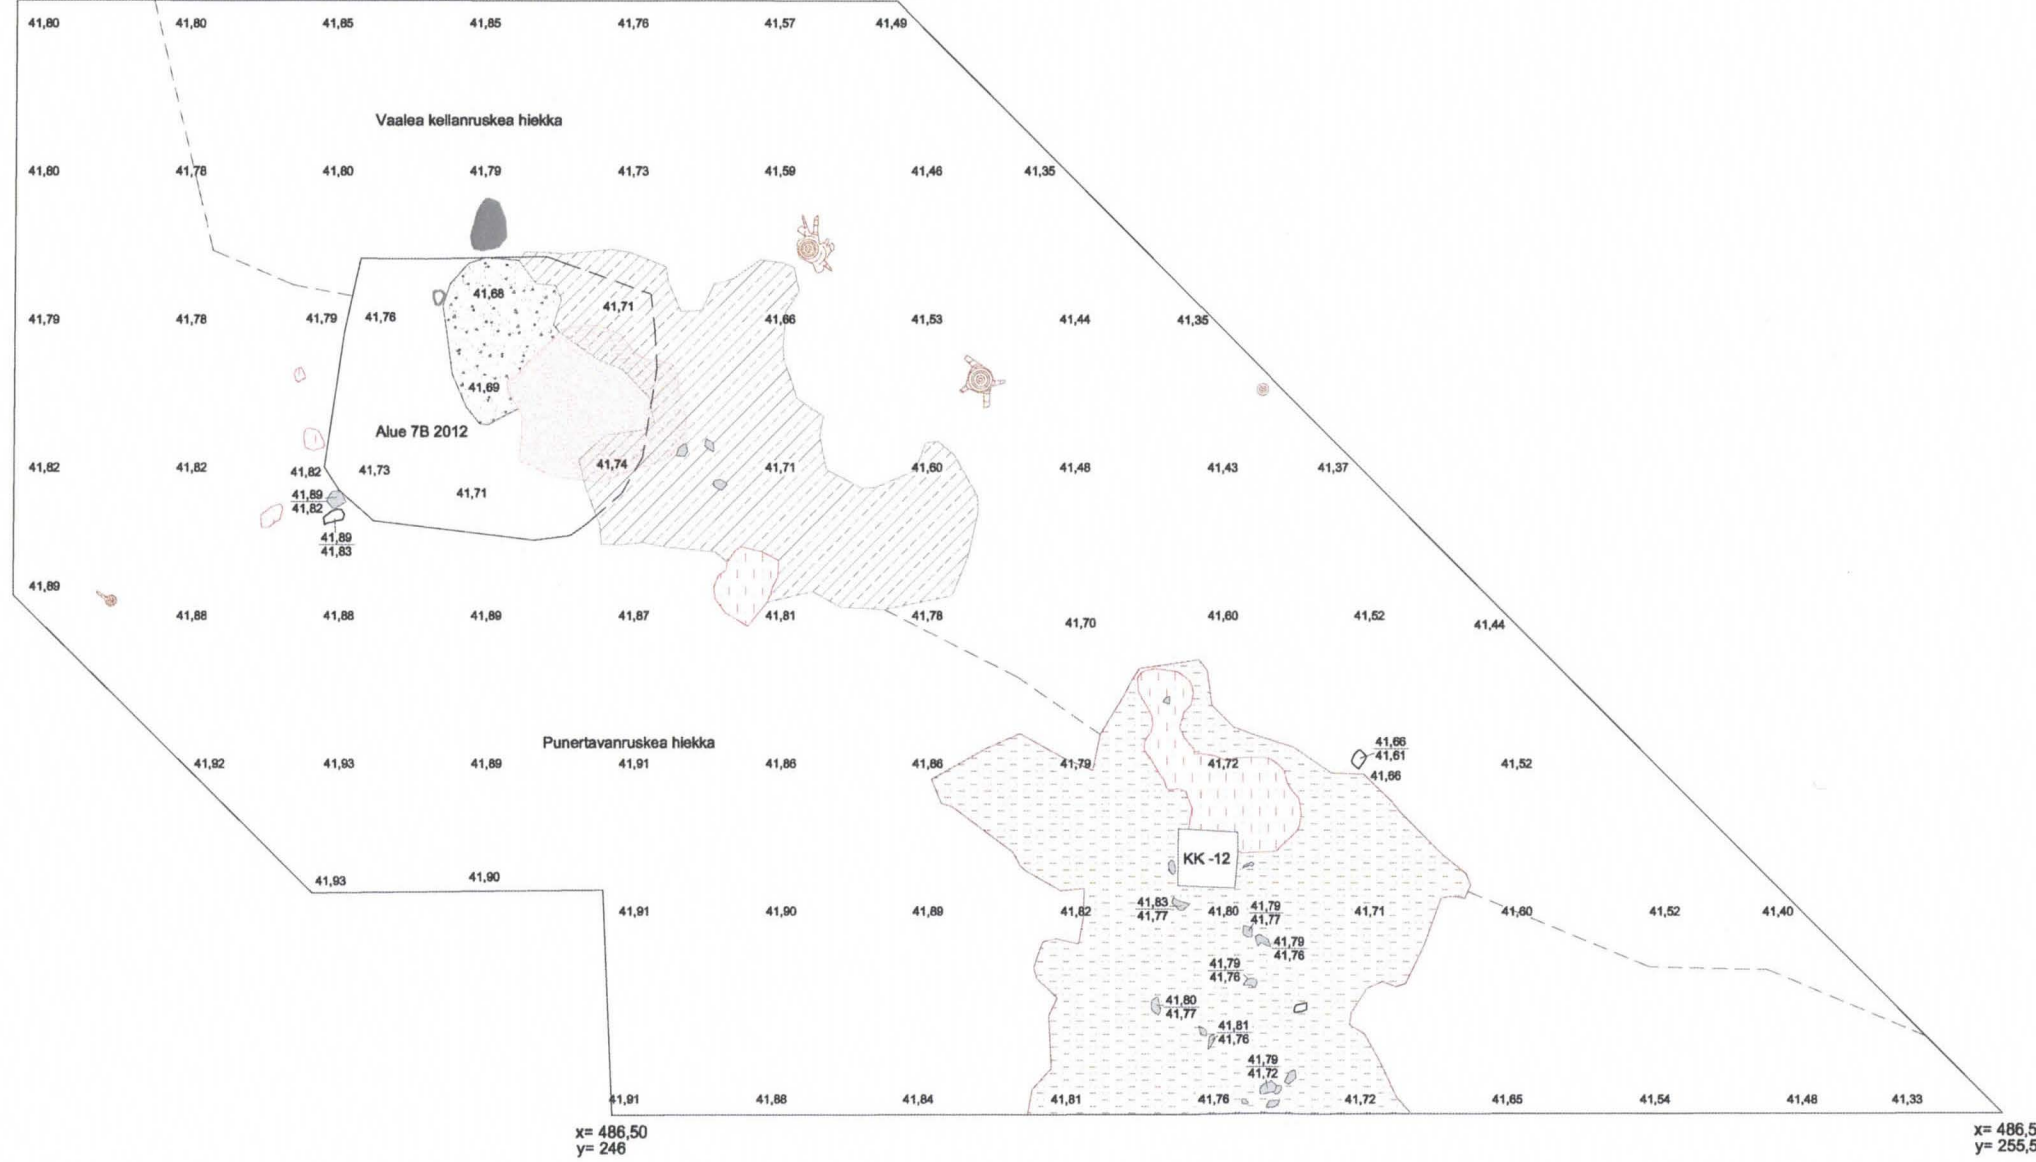 41,80 41,80 41,85 41,85 41,76 41,57 41,49
Vaalea kellanruskea hiekka
41,80 41,78 41,80 41,79 41,73 41,59 41,46 41,35
41,68
41,71
41,79 41,78 41,79 41,76 41,66 41,53 41,44 41,35
41,69
Alue 7B 2012
41,82 41,82 41,82 41,73 41,74 41,71 41,60 41,48 41,43 41,37
41,71
41,89
41,82
41,89
41,83
41,89
41,88 41,88 41,89 41,87 41,81 41,78 41,70 41,60 41,52 41,44
Punertavanruskea hiekka
41,66
41,61
41,92 41,93 41,89 41,91 41,86 41,86 41,79 41,72 41,66 41,52
KK -12
41,93 41,90
41,91 41,90 41,89 41,82 41,80 41,71 41,60 41,52 41,40
41,83
41,77
41,79
41,77
41,79
41,76
41,79
41,76
41,80
41,77
41,81
41,76
41,79
41,72
41,91 41,88 41,84 41,81 41,76 41,72 41,65 41,54 41,48 41,33
x= 486,50
y= 246
x= 486,5
y= 255,5